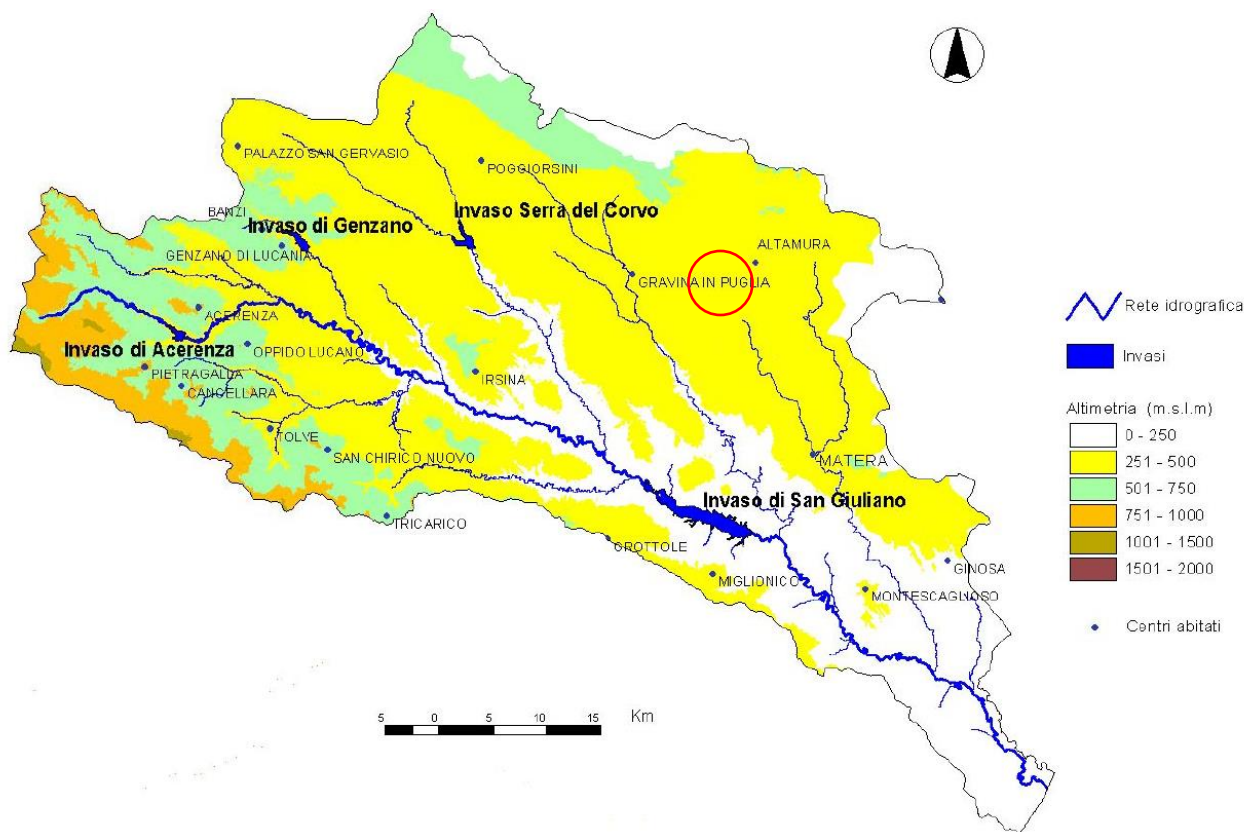 PALAZZO SAN GERVASIO
POGGIORSINI
BANZI
Invaso di Genzano
Invaso Serra del Corvo
GENZANO DI LUCANIA
ALTAMURA
GRAVINA IN PUGLIA
ACERENZA
Invaso di Acerenza
OPPIDO LUCANO
PIETRAGALLA
CANCELLARA
IRSINA
TOLVE
SAN CHIRICO NUOVO
MATERA
Invaso di San Giuliano
TRICARICO
GROTTOLE
MIGLIONICO
GINOSA
MONTESCAGLIOSO
5 0 5 10 15 Km
Rete idrografica
Invasi
Altimetria (m.s.l.m)
0 - 250
251 - 500
501 - 750
751 - 1000
1001 - 1500
1501 - 2000
Centri abitati